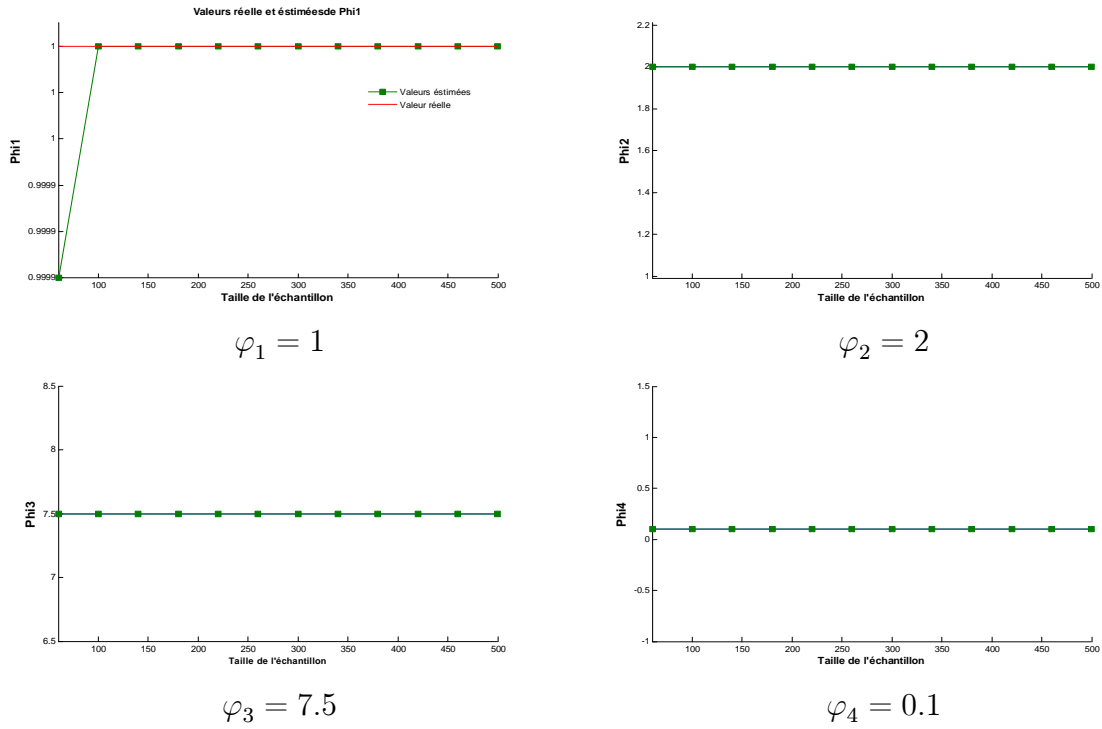 Valeurs réelle et éstiméesde Phi1
1
1
1
0.9999
0.9999
0.9999
Phi1
Valeurs éstimées
Valeur réelle
100 150 200 250 300 350 400 450 500
Taille de l'échantillon
φ₁ = 1
2.2
2
1.8
1.6
1.4
1.2
1
Phi2
100 150 200 250 300 350 400 450 500
Taille de l'échantillon
φ₂ = 2
8.5
8
7.5
7
6.5
Phi3
100 150 200 250 300 350 400 450 500
Taille de l'échantillon
φ₃ = 7.5
1.5
1
0.5
0
-0.5
-1
Phi4
100 150 200 250 300 350 400 450 500
Taille de l'échantillon
φ₄ = 0.1